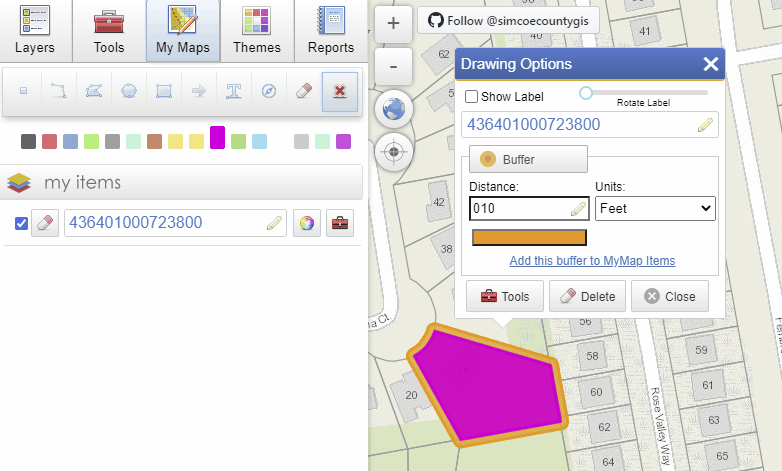 Layers
Tools
My Maps
Themes
Reports
my items
436401000723800
+
-
Follow @simcoecountygis
Drawing Options
Show Label
Rotate Label
436401000723800
Buffer
Distance:
Units:
010
Feet
Add this buffer to MyMap Items
Tools
Delete
Close
62
42
38
20
56
58
60
62
64
59
61
63
65
Rose Valley Way
Ct